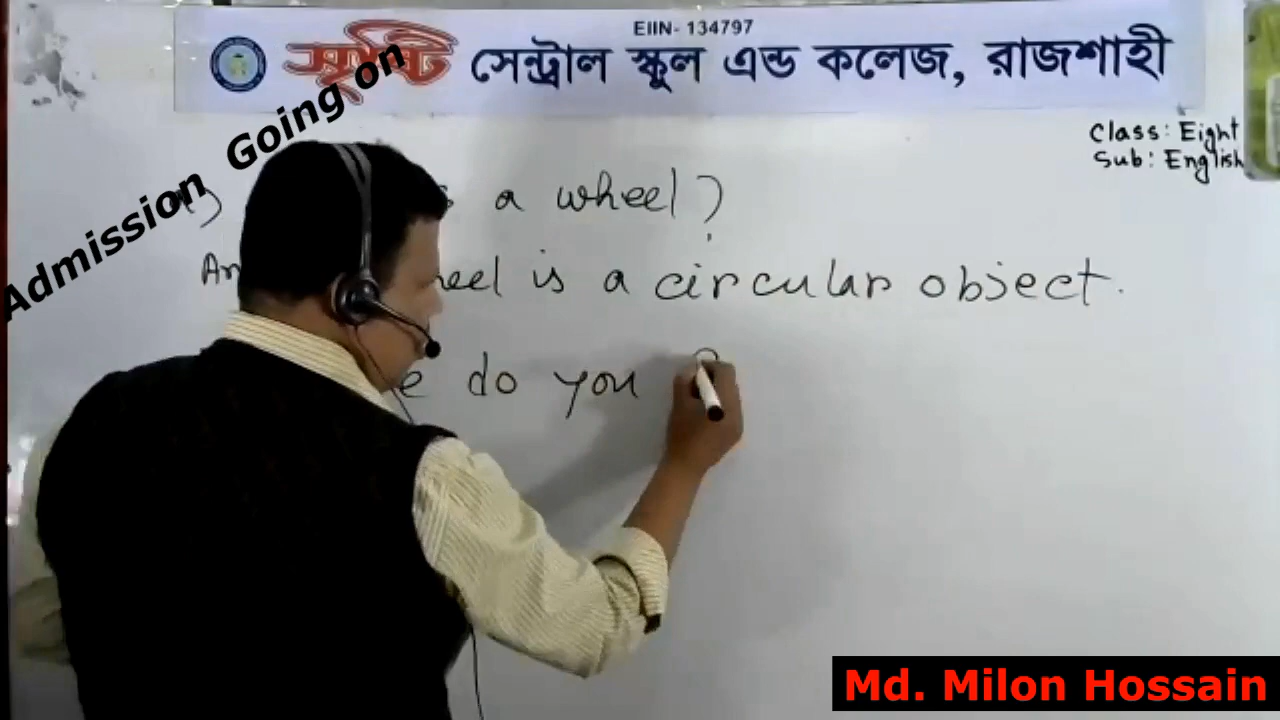 EIIN- 134797
সৃষ্টি সেন্ট্রাল স্কুল এন্ড কলেজ, রাজশাহী
Admission Going on
Class: Eight
Sub: English
a wheel?
is a circular object.
do you
Md. Milon Hossain